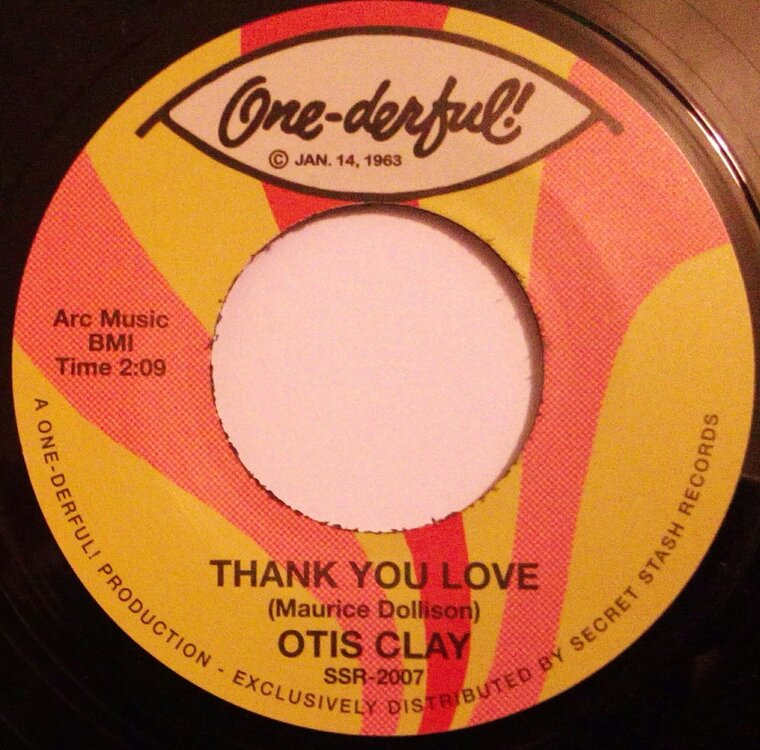 One-derful!
© JAN. 14, 1963
Arc Music
BMI
Time 2:09
THANK YOU LOVE
(Maurice Dollison)
OTIS CLAY
SSR-2007
A ONE-DERFUL! PRODUCTION - EXCLUSIVELY DISTRIBUTED BY SECRET STASH RECORDS